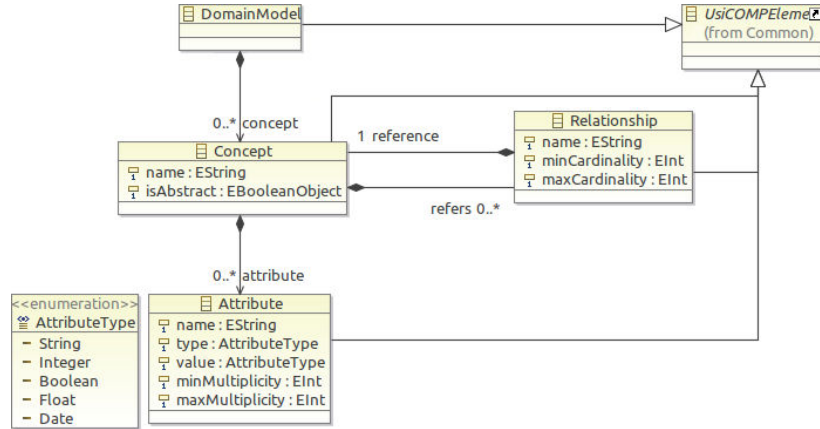 DomainModel
UsiCOMPEleme
(from Common)
0..* concept
1 reference
Relationship
name : EString
minCardinality : EInt
maxCardinality : EInt
Concept
name : EString
isAbstract : EBooleanObject
refers 0..*
0..* attribute
<<enumeration>>
AttributeType
String
Integer
Boolean
Float
Date
Attribute
name : EString
type : AttributeType
value : AttributeType
minMultiplicity : EInt
maxMultiplicity : EInt